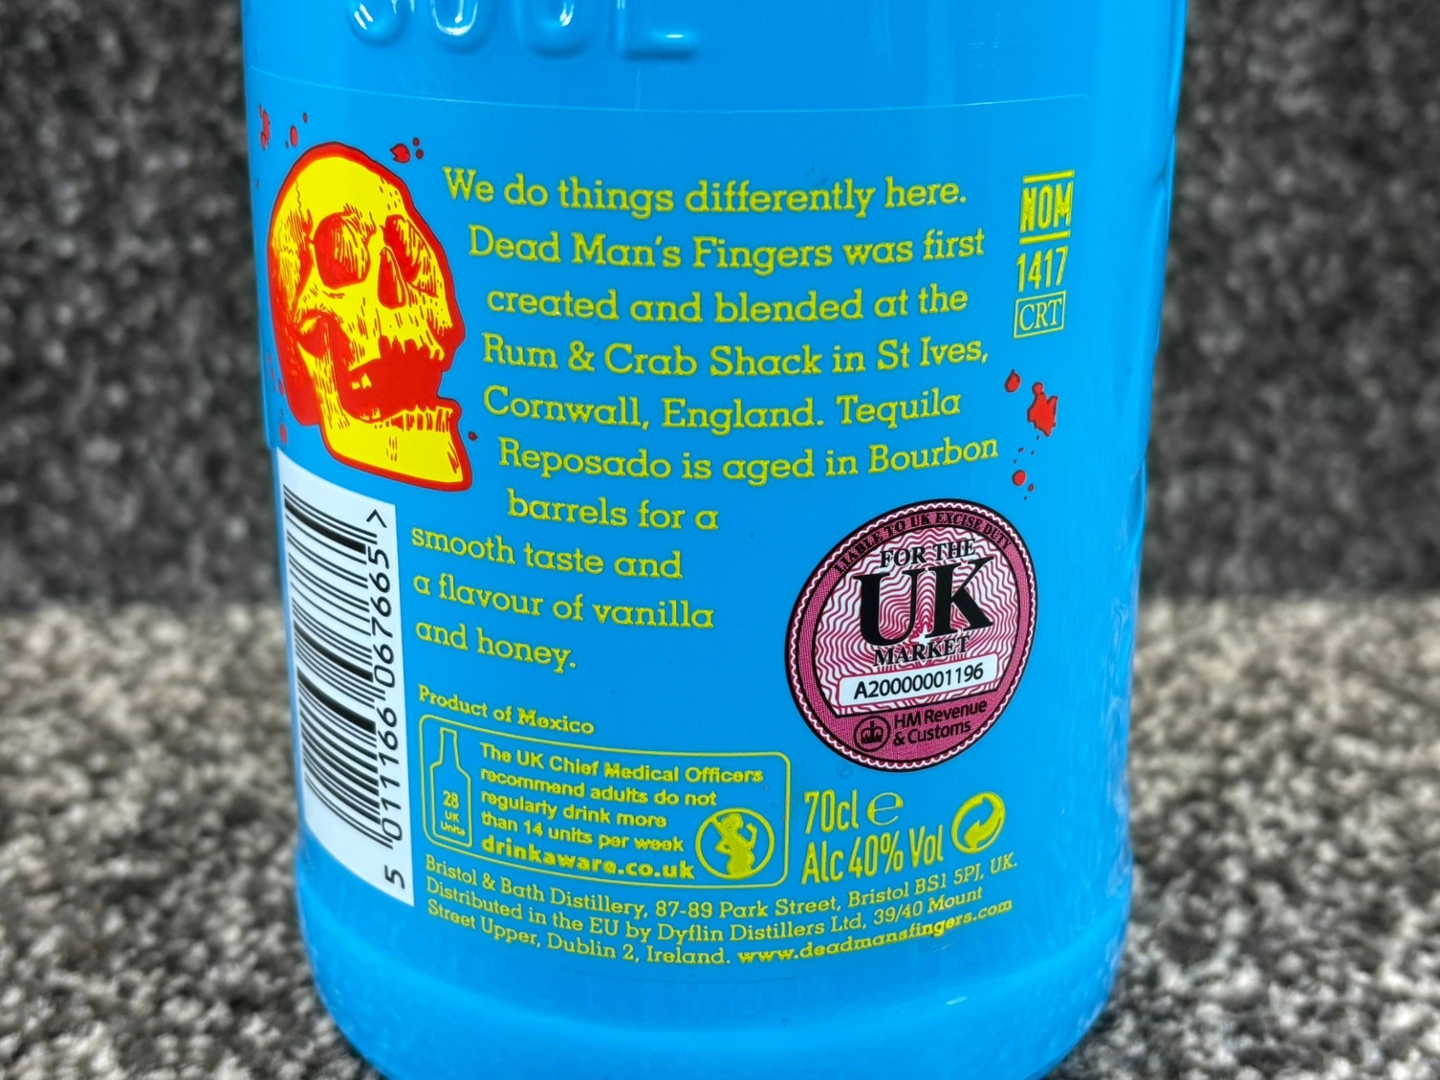 SOUL
We do things differently here.
Dead Man's Fingers was first
created and blended at the
Rum & Crab Shack in St Ives,
Cornwall, England. Tequila
Reposado is aged in Bourbon
barrels for a
smooth taste and
a flavour of vanilla
and honey.
NOM
1417
CRT
LIABLE TO UK EXCISE DUTY
FOR THE
UK
MARKET
A20000001196
HM Revenue
& Customs
5 011166 067665 >
Product of Mexico
28
UK
Units
The UK Chief Medical Officers
recommend adults do not
regularly drink more
than 14 units per week
drinkaware.co.uk
70cl e
Alc 40% Vol
Bristol & Bath Distillery, 87-89 Park Street, Bristol BS1 5PJ, UK.
Distributed in the EU by Dyflin Distillers Ltd, 39/40 Mount
Street Upper, Dublin 2, Ireland. www.deadmansfingers.com